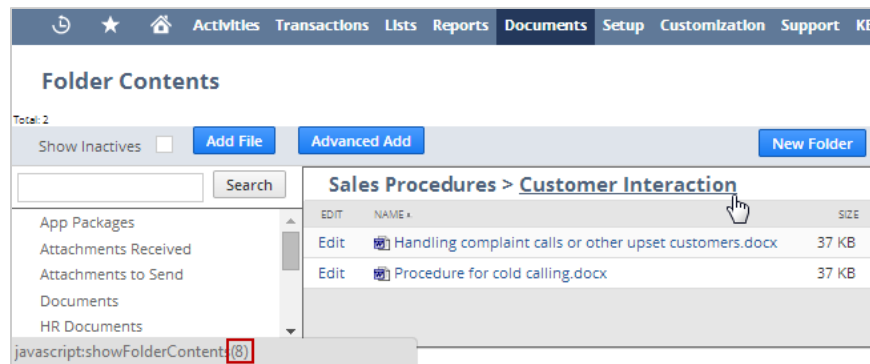 Activities Transactions Lists Reports Documents Setup Customization Support KB
Folder Contents
Total: 2
Show Inactives Add File Advanced Add New Folder
Search
Sales Procedures > Customer Interaction
EDIT NAME SIZE
Edit Handling complaint calls or other upset customers.docx 37 KB
Edit Procedure for cold calling.docx 37 KB
App Packages
Attachments Received
Attachments to Send
Documents
HR Documents
javascript:showFolderContents(8)